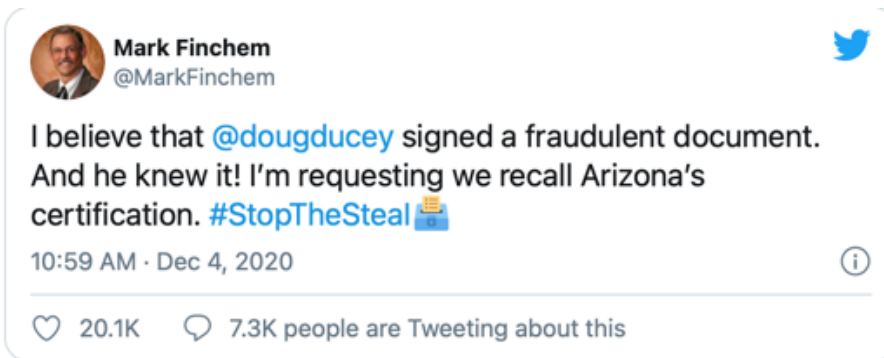 Mark Finchem
@MarkFinchem
I believe that @dougducey signed a fraudulent document.
And he knew it! I’m requesting we recall Arizona’s
certification. #StopTheSteal
10:59 AM · Dec 4, 2020
20.1K 7.3K people are Tweeting about this